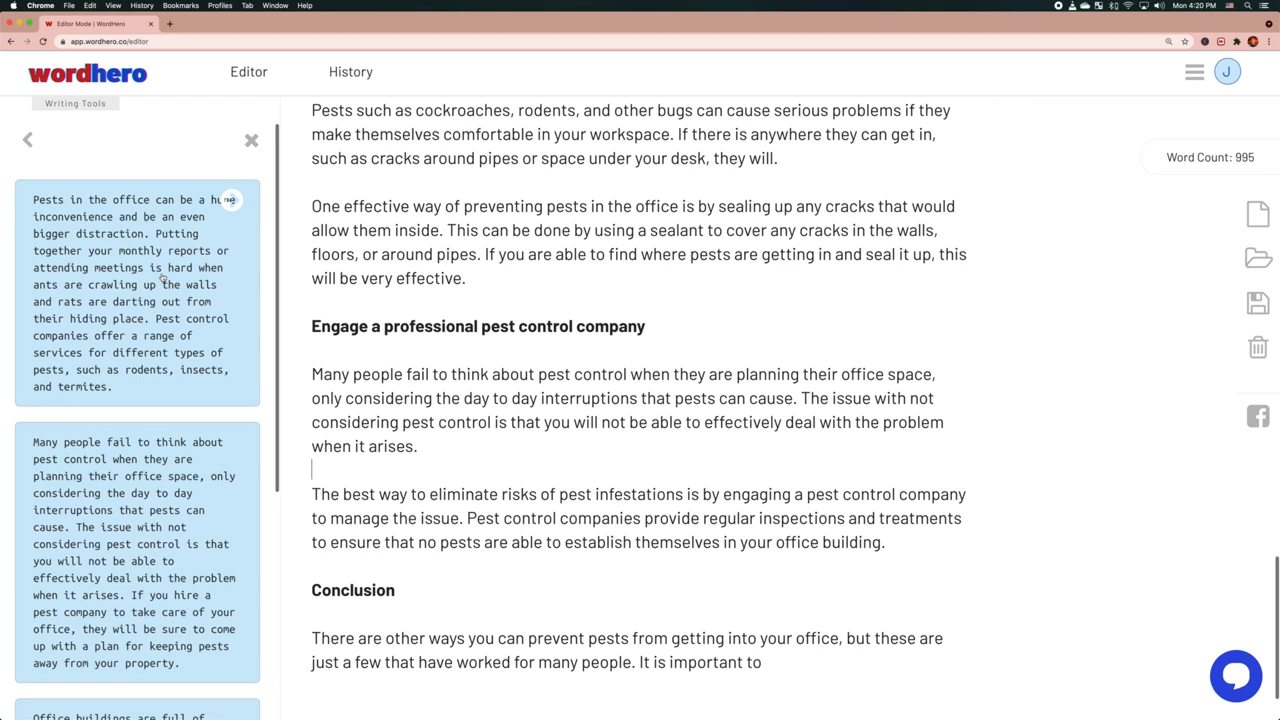 Chrome File Edit View History Bookmarks Profiles Tab Window Help
Mon 4:20 PM
Editor Mode | WordHero
app.wordhero.co/editor
wordhero
Editor
History
J
Writing Tools
Pests in the office can be a
inconvenience and be an even
bigger distraction. Putting
together your monthly reports or
attending meetings is hard when
ants are crawling up the walls
and rats are darting out from
their hiding place. Pest control
companies offer a range of
services for different types of
pests, such as rodents, insects,
and termites.
Many people fail to think about
pest control when they are
planning their office space, only
considering the day to day
interruptions that pests can
cause. The issue with not
considering pest control is that
you will not be able to
effectively deal with the problem
when it arises. If you hire a
pest company to take care of your
office, they will be sure to come
up with a plan for keeping pests
away from your property.
Office buildings are full of
Pests such as cockroaches, rodents, and other bugs can cause serious problems if they
make themselves comfortable in your workspace. If there is anywhere they can get in,
such as cracks around pipes or space under your desk, they will.
One effective way of preventing pests in the office is by sealing up any cracks that would
allow them inside. This can be done by using a sealant to cover any cracks in the walls,
floors, or around pipes. If you are able to find where pests are getting in and seal it up, this
will be very effective.
Engage a professional pest control company
Many people fail to think about pest control when they are planning their office space,
only considering the day to day interruptions that pests can cause. The issue with not
considering pest control is that you will not be able to effectively deal with the problem
when it arises.
The best way to eliminate risks of pest infestations is by engaging a pest control company
to manage the issue. Pest control companies provide regular inspections and treatments
to ensure that no pests are able to establish themselves in your office building.
Conclusion
There are other ways you can prevent pests from getting into your office, but these are
just a few that have worked for many people. It is important to
Word Count: 995